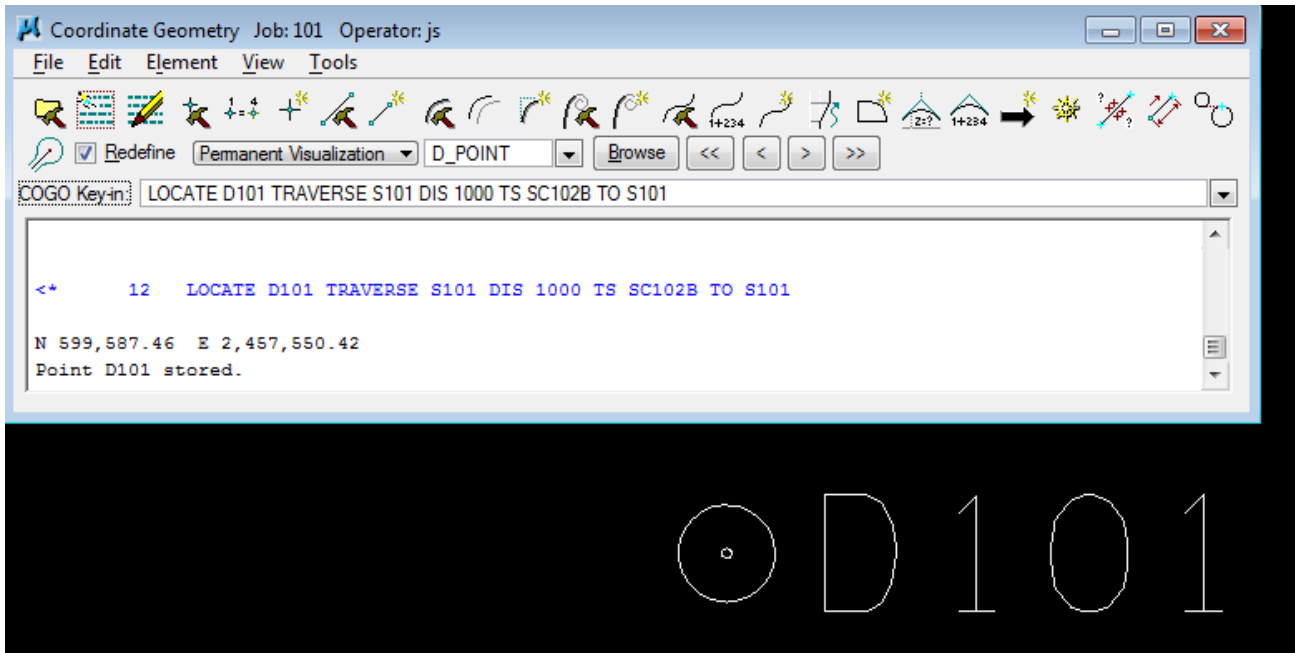 Coordinate Geometry Job: 101 Operator: js
File Edit Element View Tools
1=4 1+234 z=? 1+234 ? ?
Redefine Permanent Visualization D_POINT Browse << < > >>
COGO Key-in: LOCATE D101 TRAVERSE S101 DIS 1000 TS SC102B TO S101
<* 12 LOCATE D101 TRAVERSE S101 DIS 1000 TS SC102B TO S101
N 599,587.46 E 2,457,550.42
Point D101 stored.
D101